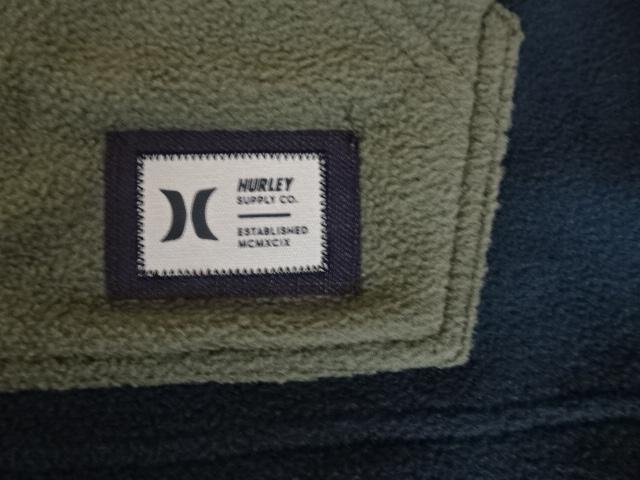 HURLEY
SUPPLY CO.
ESTABLISHED
MCMXCIX